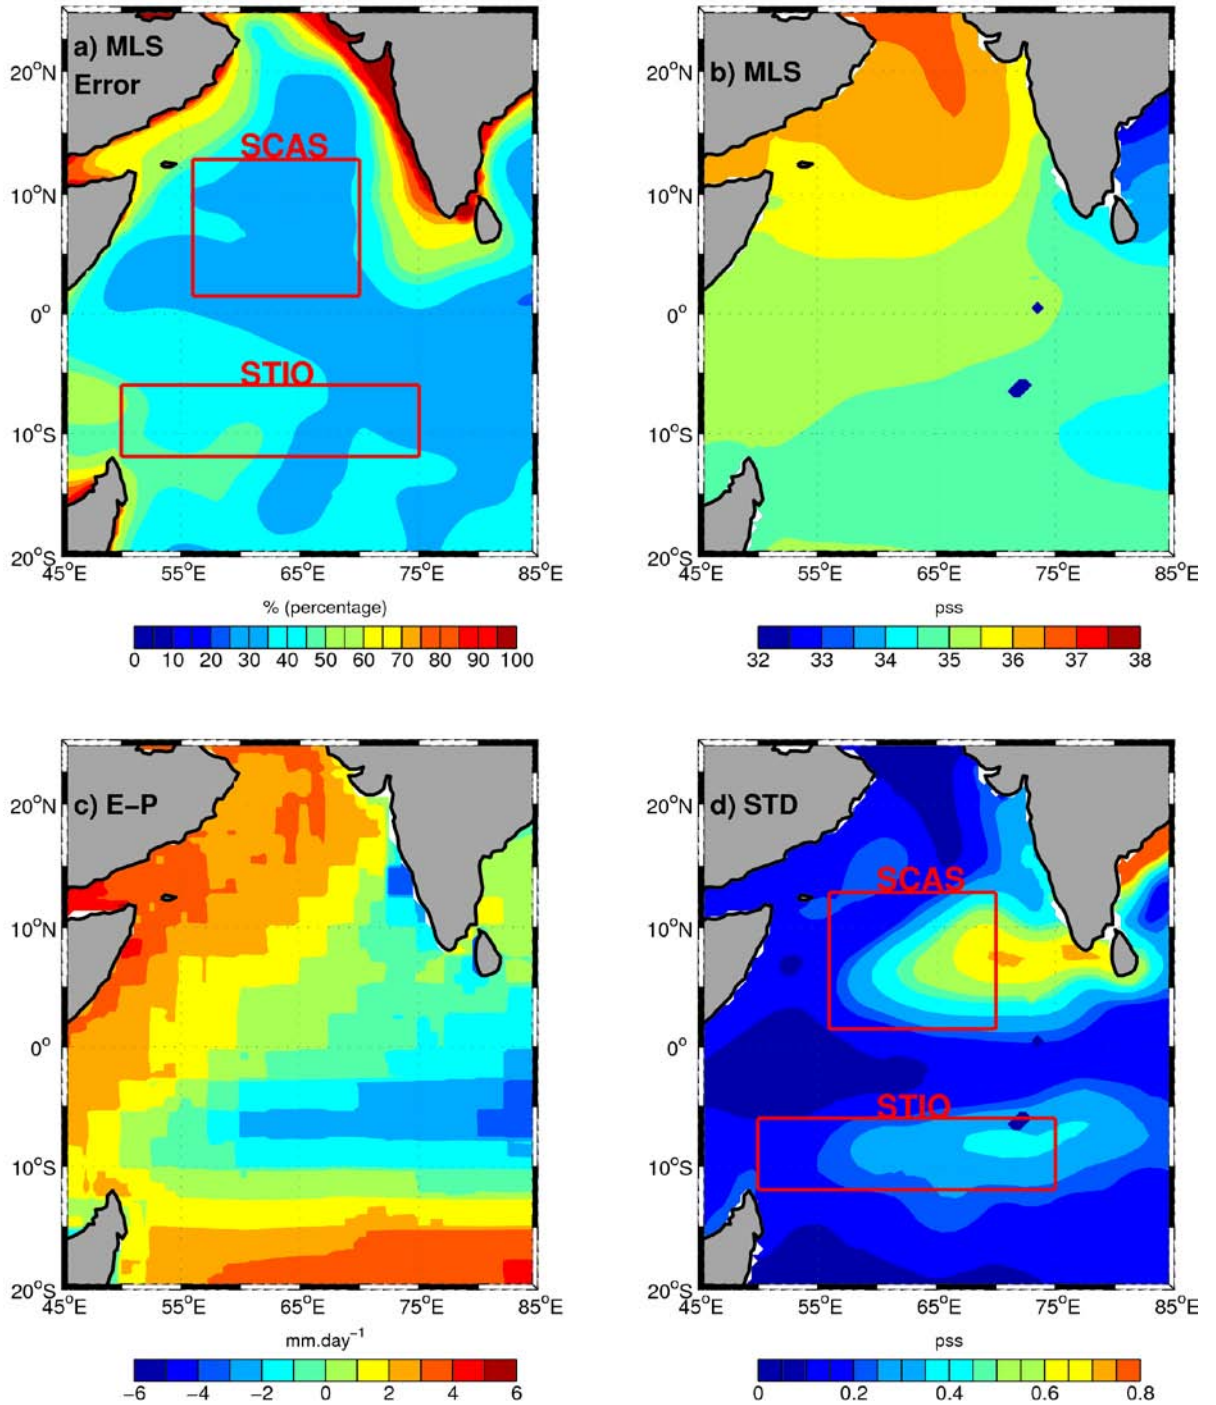 a) MLS
Error
SCAS
STIO
20°N
10°N
0°
10°S
20°S
45°E 55°E 65°E 75°E 85°E
% (percentage)
0 10 20 30 40 50 60 70 80 90 100
b) MLS
20°N
10°N
0°
10°S
20°S
45°E 55°E 65°E 75°E 85°E
pss
32 33 34 35 36 37 38
c) E-P
20°N
10°N
0°
10°S
20°S
45°E 55°E 65°E 75°E 85°E
mm.day⁻¹
−6 −4 −2 0 2 4 6
d) STD
SCAS
STIO
20°N
10°N
0°
10°S
20°S
45°E 55°E 65°E 75°E 85°E
pss
0 0.2 0.4 0.6 0.8